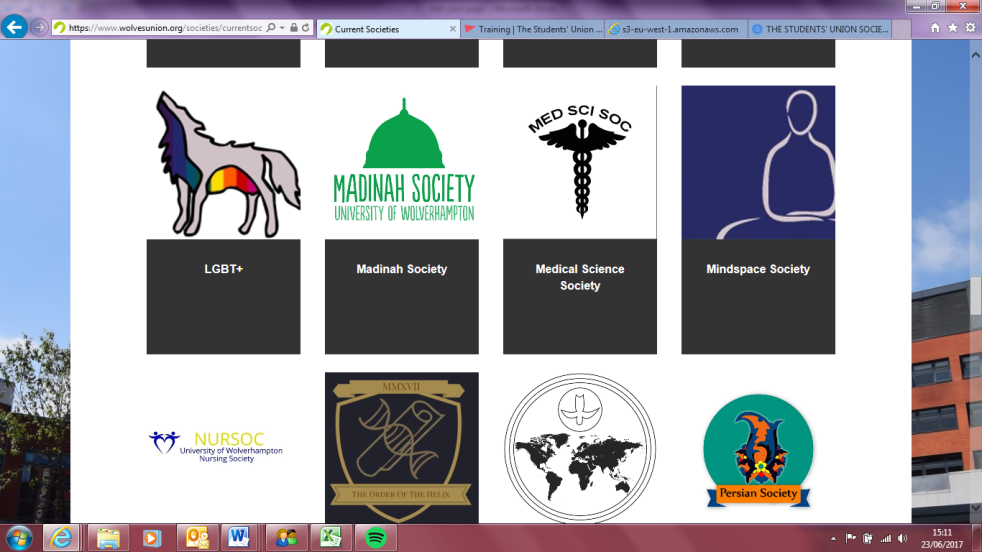 https://www.wolvesunion.org/societies/currentsoc
Current Societies
Training | The Students' Union ...
s3-eu-west-1.amazonaws.com
THE STUDENTS' UNION SOCIE...
MADINAH SOCIETY
UNIVERSITY OF WOLVERHAMPTON
MED SCI SOC
LGBT+
Madinah Society
Medical Science
Society
Mindspace Society
NURSOC
University of Wolverhampton
Nursing Society
MMXVII
THE ORDER OF THE HELIX
Persian Society
15:11
23/06/2017